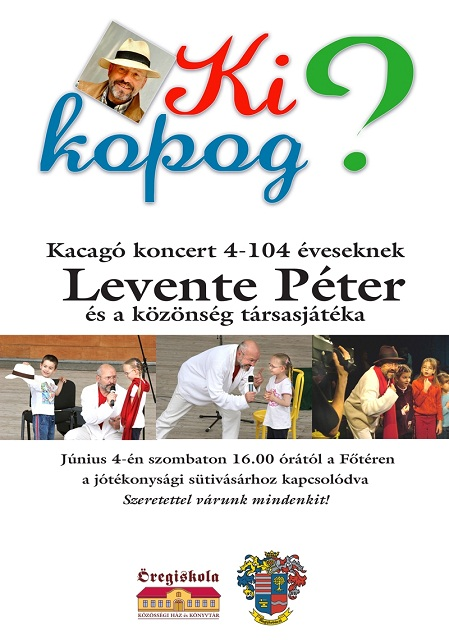 Ki
kopog?
Kacagó koncert 4-104 éveseknek
Levente Péter
és a közönség társasjátéka
Június 4-én szombaton 16.00 órától a Főtéren
a jótékonysági sütivásárhoz kapcsolódva
Szeretettel várunk mindenkit!
Öregiskola
KÖZÖSSÉGI HÁZ és KÖNYVTÁR